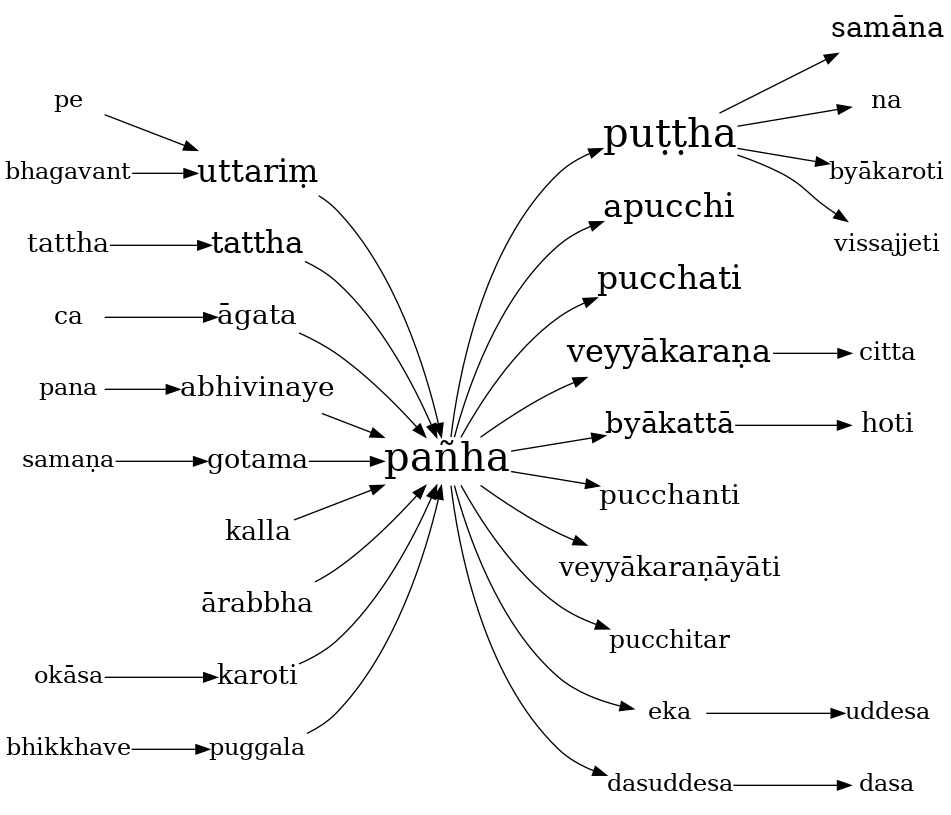 samāna
pe
na
puṭṭha
bhagavant
uttariṃ
byākaroti
apucchi
tattha
tattha
vissajjeti
pucchati
ca
āgata
veyyākaraṇa
citta
pana
abhivinaye
byākattā
hoti
samaṇa
gotama
pañha
pucchanti
kalla
veyyākaraṇāyāti
ārabbha
pucchitar
okāsa
karoti
eka
uddesa
bhikkhave
puggala
dasuddesa
dasa